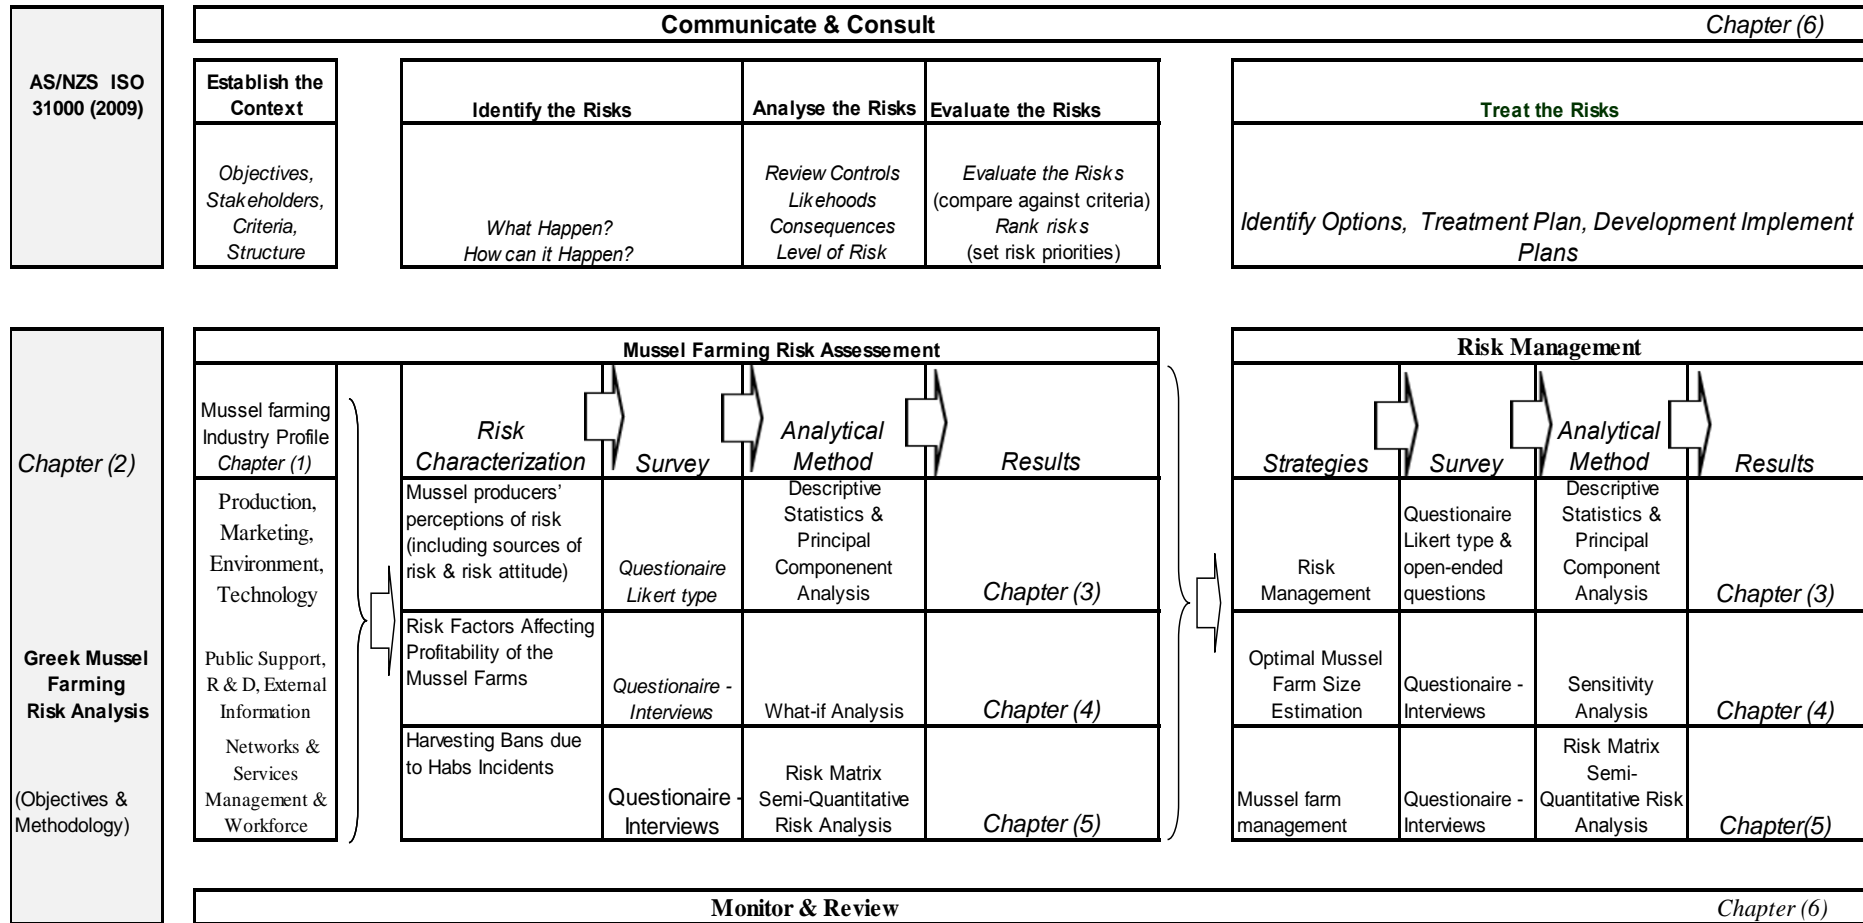 Communicate & Consult Chapter (6)
AS/NZS ISO
31000 (2009)
Establish the
Context
Identify the Risks
Analyse the Risks
Evaluate the Risks
Treat the Risks
Objectives,
Stakeholders,
Criteria,
Structure
What Happen?
How can it Happen?
Review Controls
Likehoods
Consequences
Level of Risk
Evaluate the Risks
(compare against criteria)
Rank risks
(set risk priorities)
Identify Options, Treatment Plan, Development Implement
Plans
Chapter (2)
Greek Mussel
Farming
Risk Analysis
(Objectives &
Methodology)
Mussel Farming Risk Assessement
Mussel farming
Industry Profile
Chapter (1)
Production,
Marketing,
Environment,
Technology
Public Support,
R & D, External
Information
Networks &
Services
Management &
Workforce
Risk
Characterization
Survey
Analytical
Method
Results
Mussel producers'
perceptions of risk
(including sources of
risk & risk attitude)
Questionaire
Likert type
Descriptive
Statistics &
Principal
Componenent
Analysis
Chapter (3)
Risk Factors Affecting
Profitability of the
Mussel Farms
Questionaire -
Interviews
What-if Analysis
Chapter (4)
Harvesting Bans due
to Habs Incidents
Questionaire -
Interviews
Risk Matrix
Semi-Quantitative
Risk Analysis
Chapter (5)
Risk Management
Strategies
Survey
Analytical
Method
Results
Risk
Management
Questionaire
Likert type &
open-ended
questions
Descriptive
Statistics &
Principal
Component
Analysis
Chapter (3)
Optimal Mussel
Farm Size
Estimation
Questionaire -
Interviews
Sensitivity
Analysis
Chapter (4)
Mussel farm
management
Questionaire -
Interviews
Risk Matrix
Semi-
Quantitative Risk
Analysis
Chapter(5)
Monitor & Review Chapter (6)